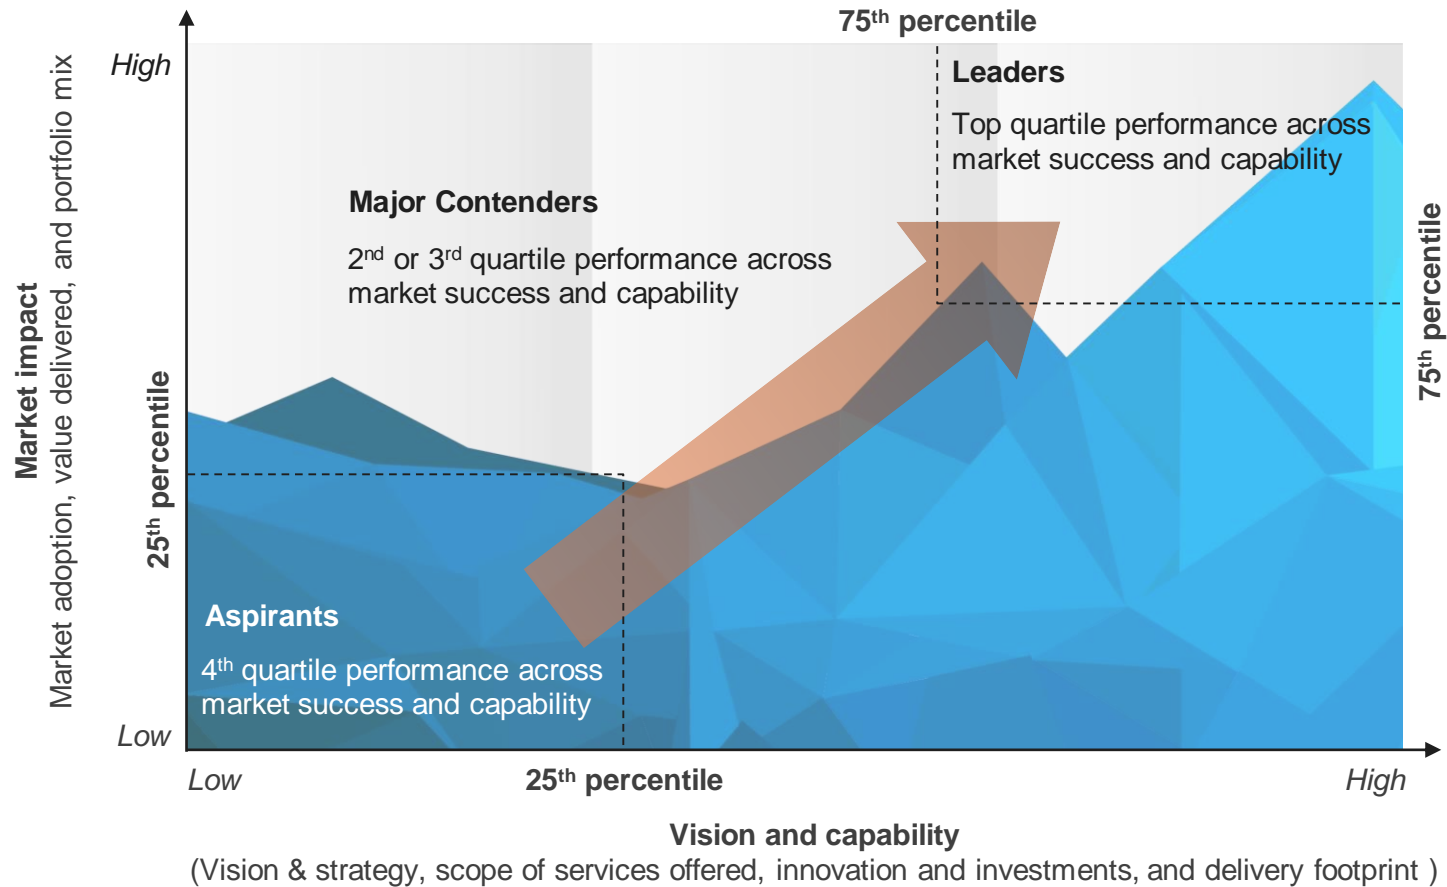 75th percentile
High
Leaders
Top quartile performance across
market success and capability
Major Contenders
2nd or 3rd quartile performance across
market success and capability
75th percentile
Market impact
Market adoption, value delivered, and portfolio mix
25th percentile
Aspirants
4th quartile performance across
market success and capability
Low
Low
25th percentile
High
Vision and capability
(Vision & strategy, scope of services offered, innovation and investments, and delivery footprint )